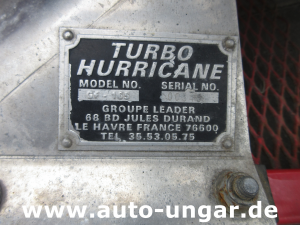 TURBO
HURRICANE
MODEL NO. SERIAL NO.
GROUPE LEADER
68 BD JULES DURAND
LE HAVRE FRANCE 76600
TEL. 35.53.05.75
© www.auto-ungar.de